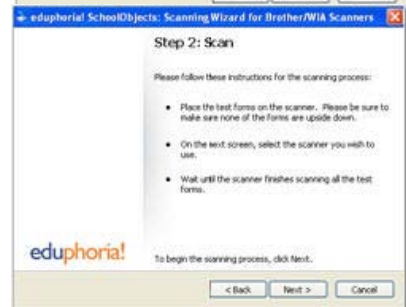 eduphoria! SchoolObjects: Scanning Wizard for Brother/WIA Scanners
Step 2: Scan
Please follow these instructions for the scanning process:
• Place the test forms on the scanner. Please be sure to
make sure none of the forms are upside down.
• On the next screen, select the scanner you wish to
use.
• Wait until the scanner finishes scanning all the test
forms.
eduphoria!
To begin the scanning process, click Next.
< Back
Next >
Cancel